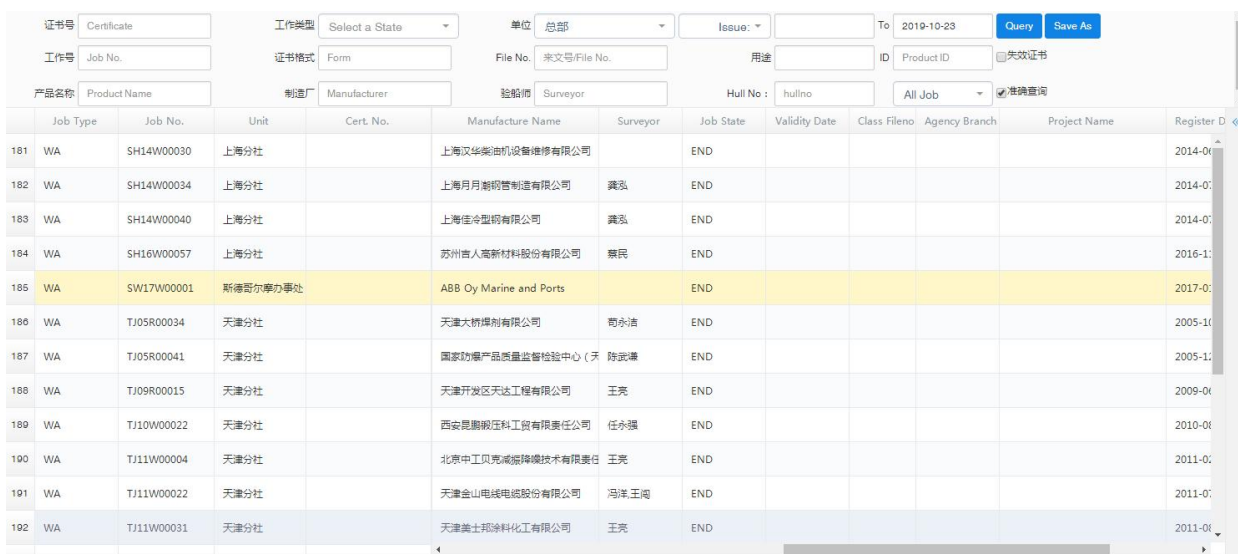 证书号 Certificate 工作类型 Select a State 单位 总部 Issue: To 2019-10-23 Query Save As
工作号 Job No. 证书格式 Form File No. 来文号/File No. 用途 ID Product ID 失效证书
产品名称 Product Name 制造厂 Manufacturer 验船师 Surveyor Hull No : hullno All Job 准确查询
Job Type Job No. Unit Cert. No. Manufacture Name Surveyor Job State Validity Date Class Fileno Agency Branch Project Name Register D
181 WA SH14W00030 上海分社 上海汉华柴油机设备维修有限公司 END 2014-06
182 WA SH14W00034 上海分社 上海月月潮钢管制造有限公司 龚泓 END 2014-07
183 WA SH14W00040 上海分社 上海佳冷型钢有限公司 龚泓 END 2014-07
184 WA SH16W00057 上海分社 苏州吉人高新材料股份有限公司 蔡民 END 2016-11
185 WA SW17W00001 斯德哥尔摩办事处 ABB Oy Marine and Ports END 2017-01
186 WA TJ05R00034 天津分社 天津大桥焊剂有限公司 苟永洁 END 2005-10
187 WA TJ05R00041 天津分社 国家防爆产品质量监督检验中心（天 陈武谦 END 2005-12
188 WA TJ09R00015 天津分社 天津开发区天达工程有限公司 王亮 END 2009-06
189 WA TJ10W00022 天津分社 西安昆鹏锻压科工贸有限责任公司 任永强 END 2010-08
190 WA TJ11W00004 天津分社 北京中工贝克减振降噪技术有限责任 王亮 END 2011-02
191 WA TJ11W00022 天津分社 天津金山电线电缆股份有限公司 冯洋,王闯 END 2011-07
192 WA TJ11W00031 天津分社 天津美士邦涂料化工有限公司 王亮 END 2011-08